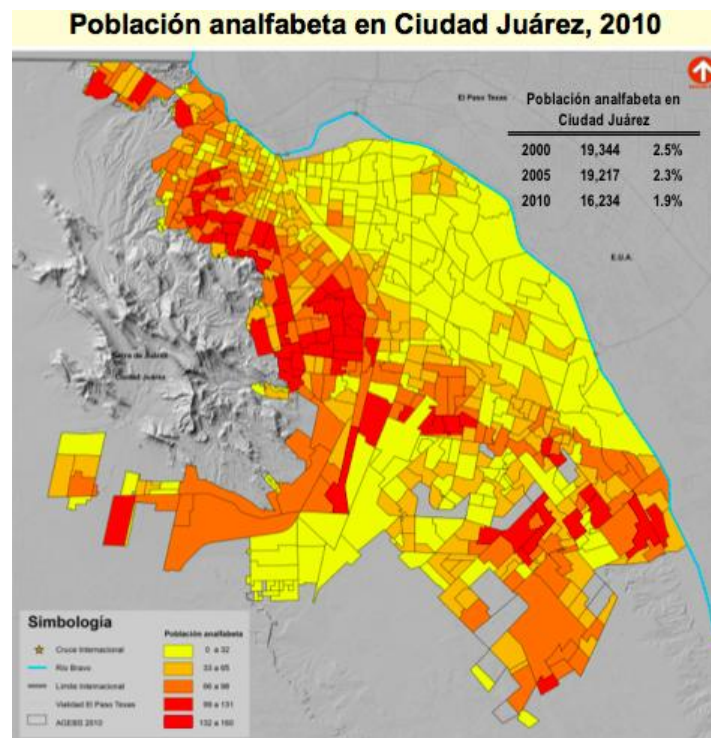 Población analfabeta en Ciudad Juárez, 2010
El Paso Texas
Población analfabeta en
Ciudad Juárez
2000 19,344 2.5%
2005 19,217 2.3%
2010 16,234 1.9%
E.U.A.
Sierra de Juárez
Ciudad Juárez
Simbología
Población analfabeta
Cruce Internacional
0 a 32
Río Bravo
33 a 65
Limite Internacional
66 a 98
Vialidad El Paso Texas
99 a 131
AGEBS 2010
132 a 160